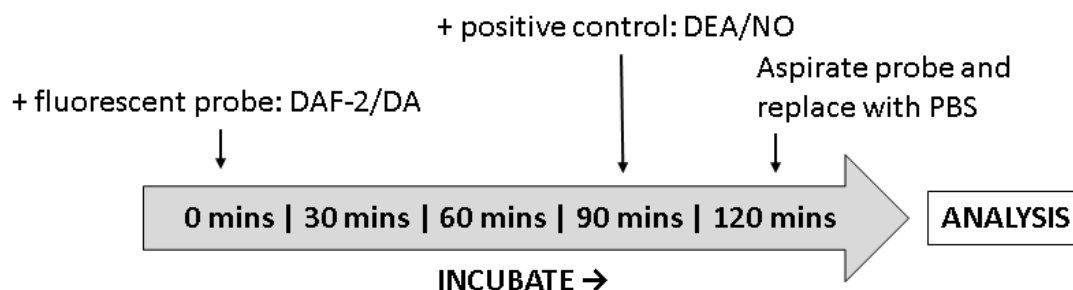 + positive control: DEA/NO
Aspirate probe and
replace with PBS
+ fluorescent probe: DAF-2/DA
0 mins | 30 mins | 60 mins | 90 mins | 120 mins
ANALYSIS
INCUBATE →